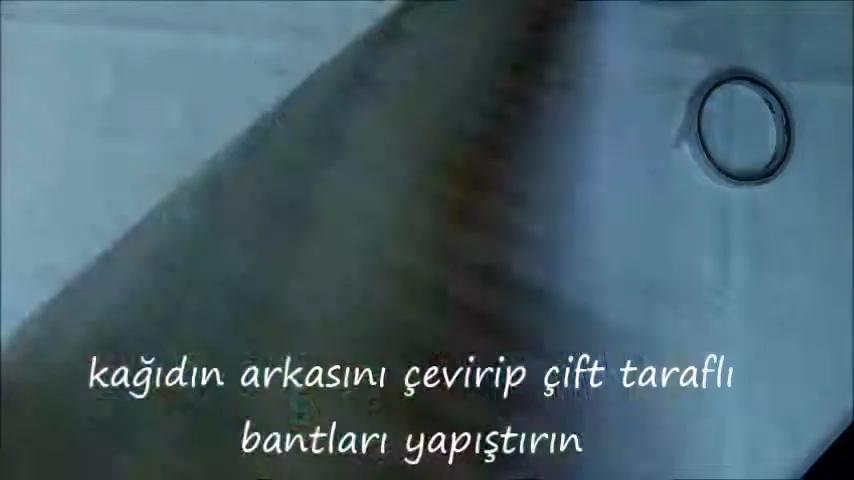 kağıdın arkasını çevirip çift taraflı
bantları yapıştırın